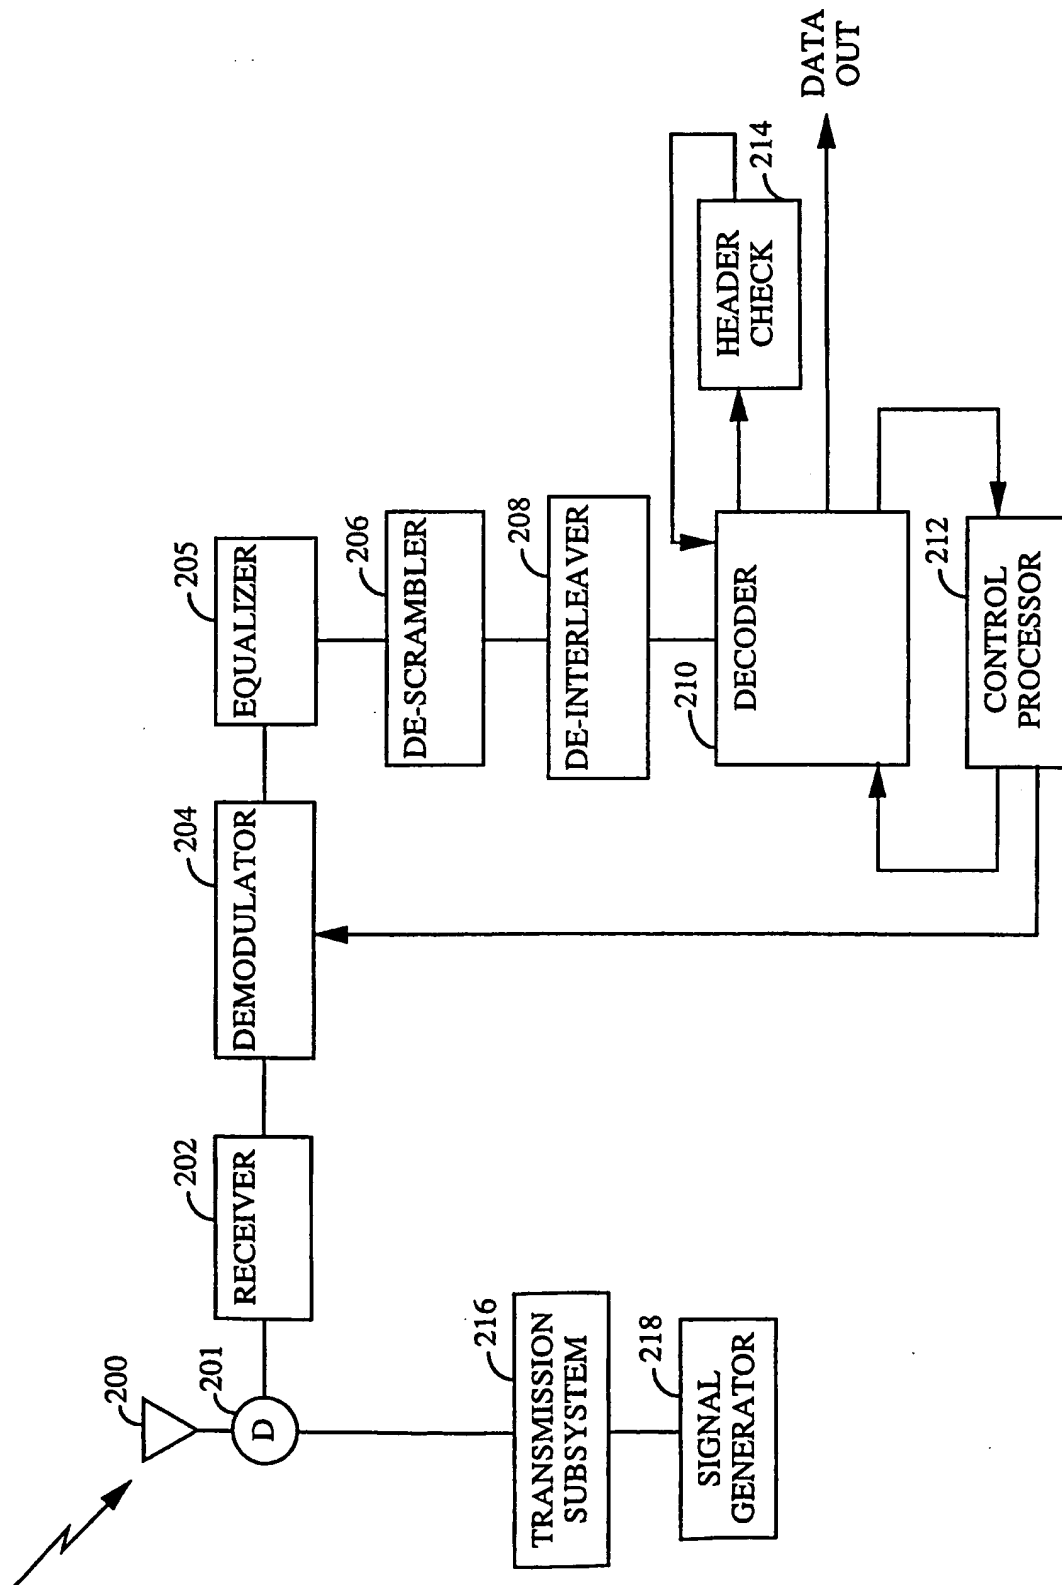 200
201
D
RECEIVER
202
DEMODULATOR
204
EQUALIZER
205
DE-SCRAMBLER
206
DE-INTERLEAVER
208
DECODER
210
HEADER
CHECK
214
DATA
OUT
CONTROL
PROCESSOR
212
TRANSMISSION
SUBSYSTEM
216
SIGNAL
GENERATOR
218